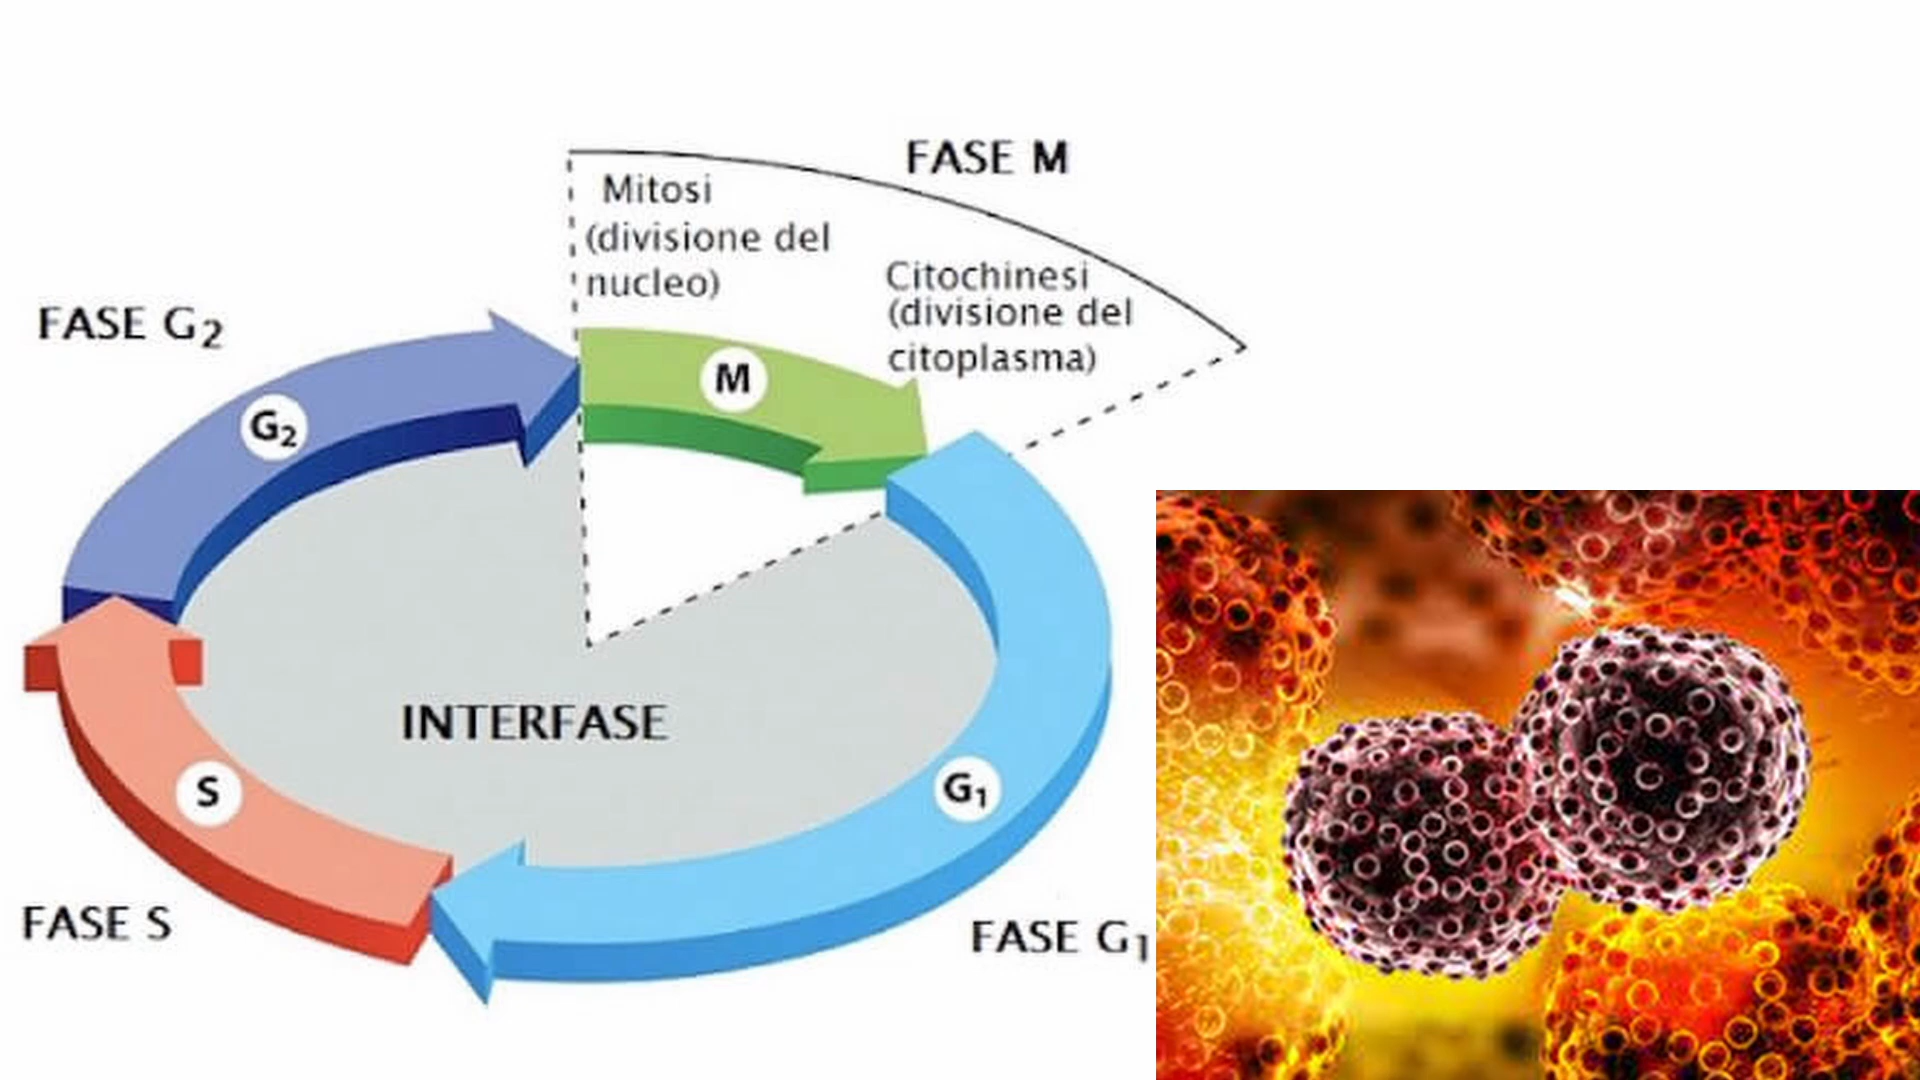 FASE M
Mitosi
(divisione del
nucleo)
Citochinesi
(divisione del
citoplasma)
FASE G2
M
G2
INTERFASE
S
G1
FASE S
FASE G1